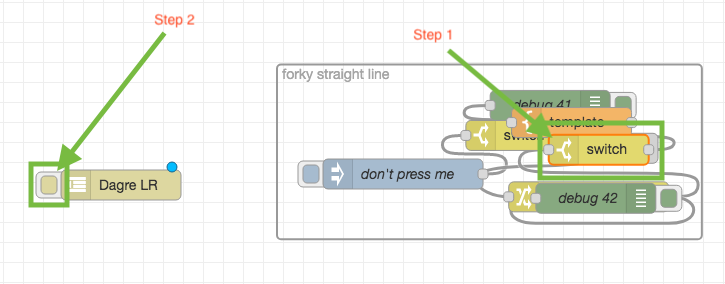 Step 2
Step 1
forky straight line
debug 41
template
switch
switch
don't press me
Dagre LR
debug 42